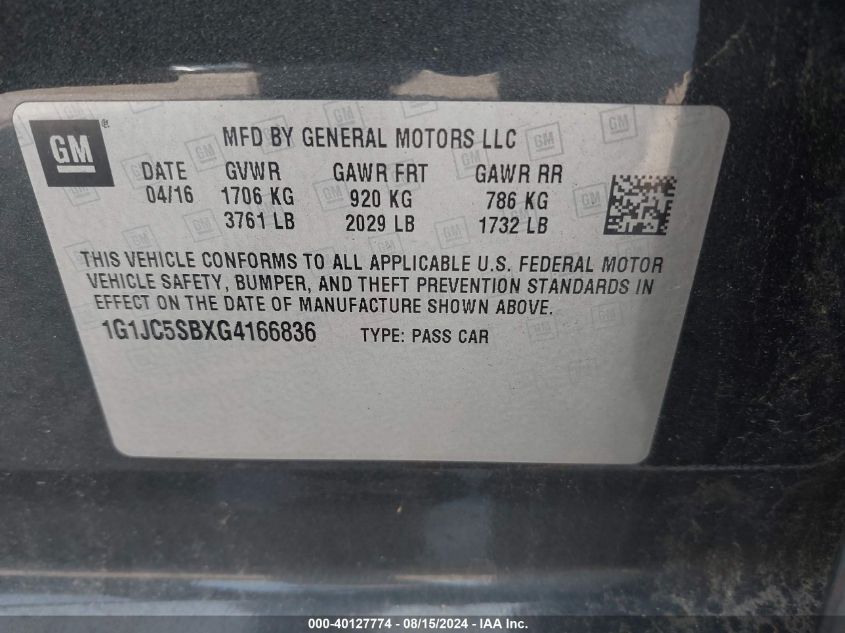 GM
MFD BY GENERAL MOTORS LLC
DATE GVWR GAWR FRT GAWR RR
04/16 1706 KG 920 KG 786 KG
3761 LB 2029 LB 1732 LB
THIS VEHICLE CONFORMS TO ALL APPLICABLE U.S. FEDERAL MOTOR
VEHICLE SAFETY, BUMPER, AND THEFT PREVENTION STANDARDS IN
EFFECT ON THE DATE OF MANUFACTURE SHOWN ABOVE.
1G1JC5SBXG4166836 TYPE: PASS CAR
000-40127774 - 08/15/2024 - IAA Inc.